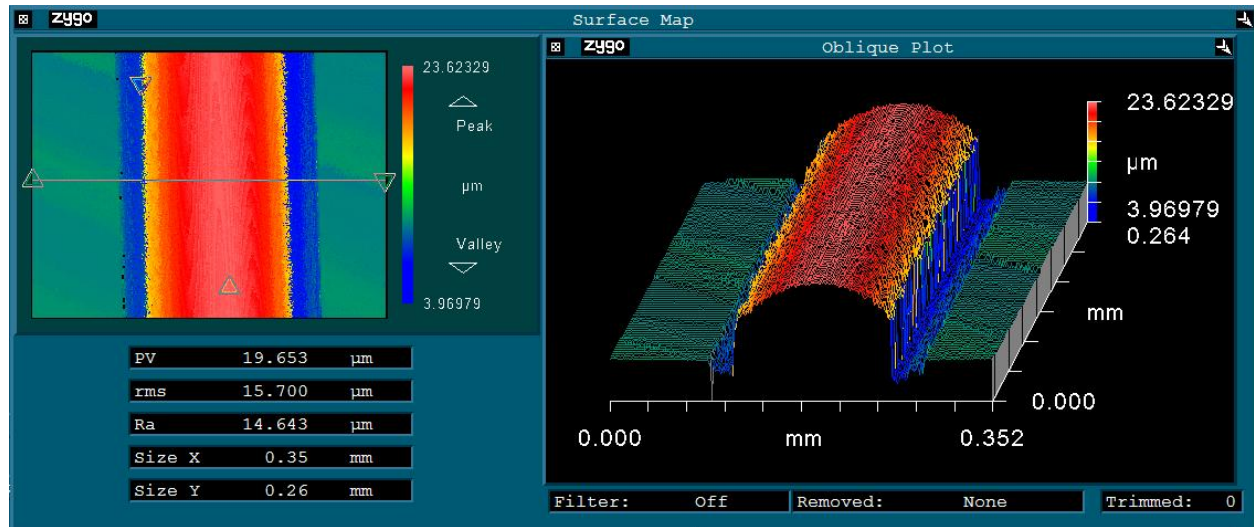 zygo Surface Map
23.62329
Peak
µm
Valley
3.96979
PV 19.653 µm
rms 15.700 µm
Ra 14.643 µm
Size X 0.35 mm
Size Y 0.26 mm
zygo Oblique Plot
23.62329
µm
3.96979
0.264
mm
0.000
0.000 mm 0.352
Filter: Off Removed: None Trimmed: 0